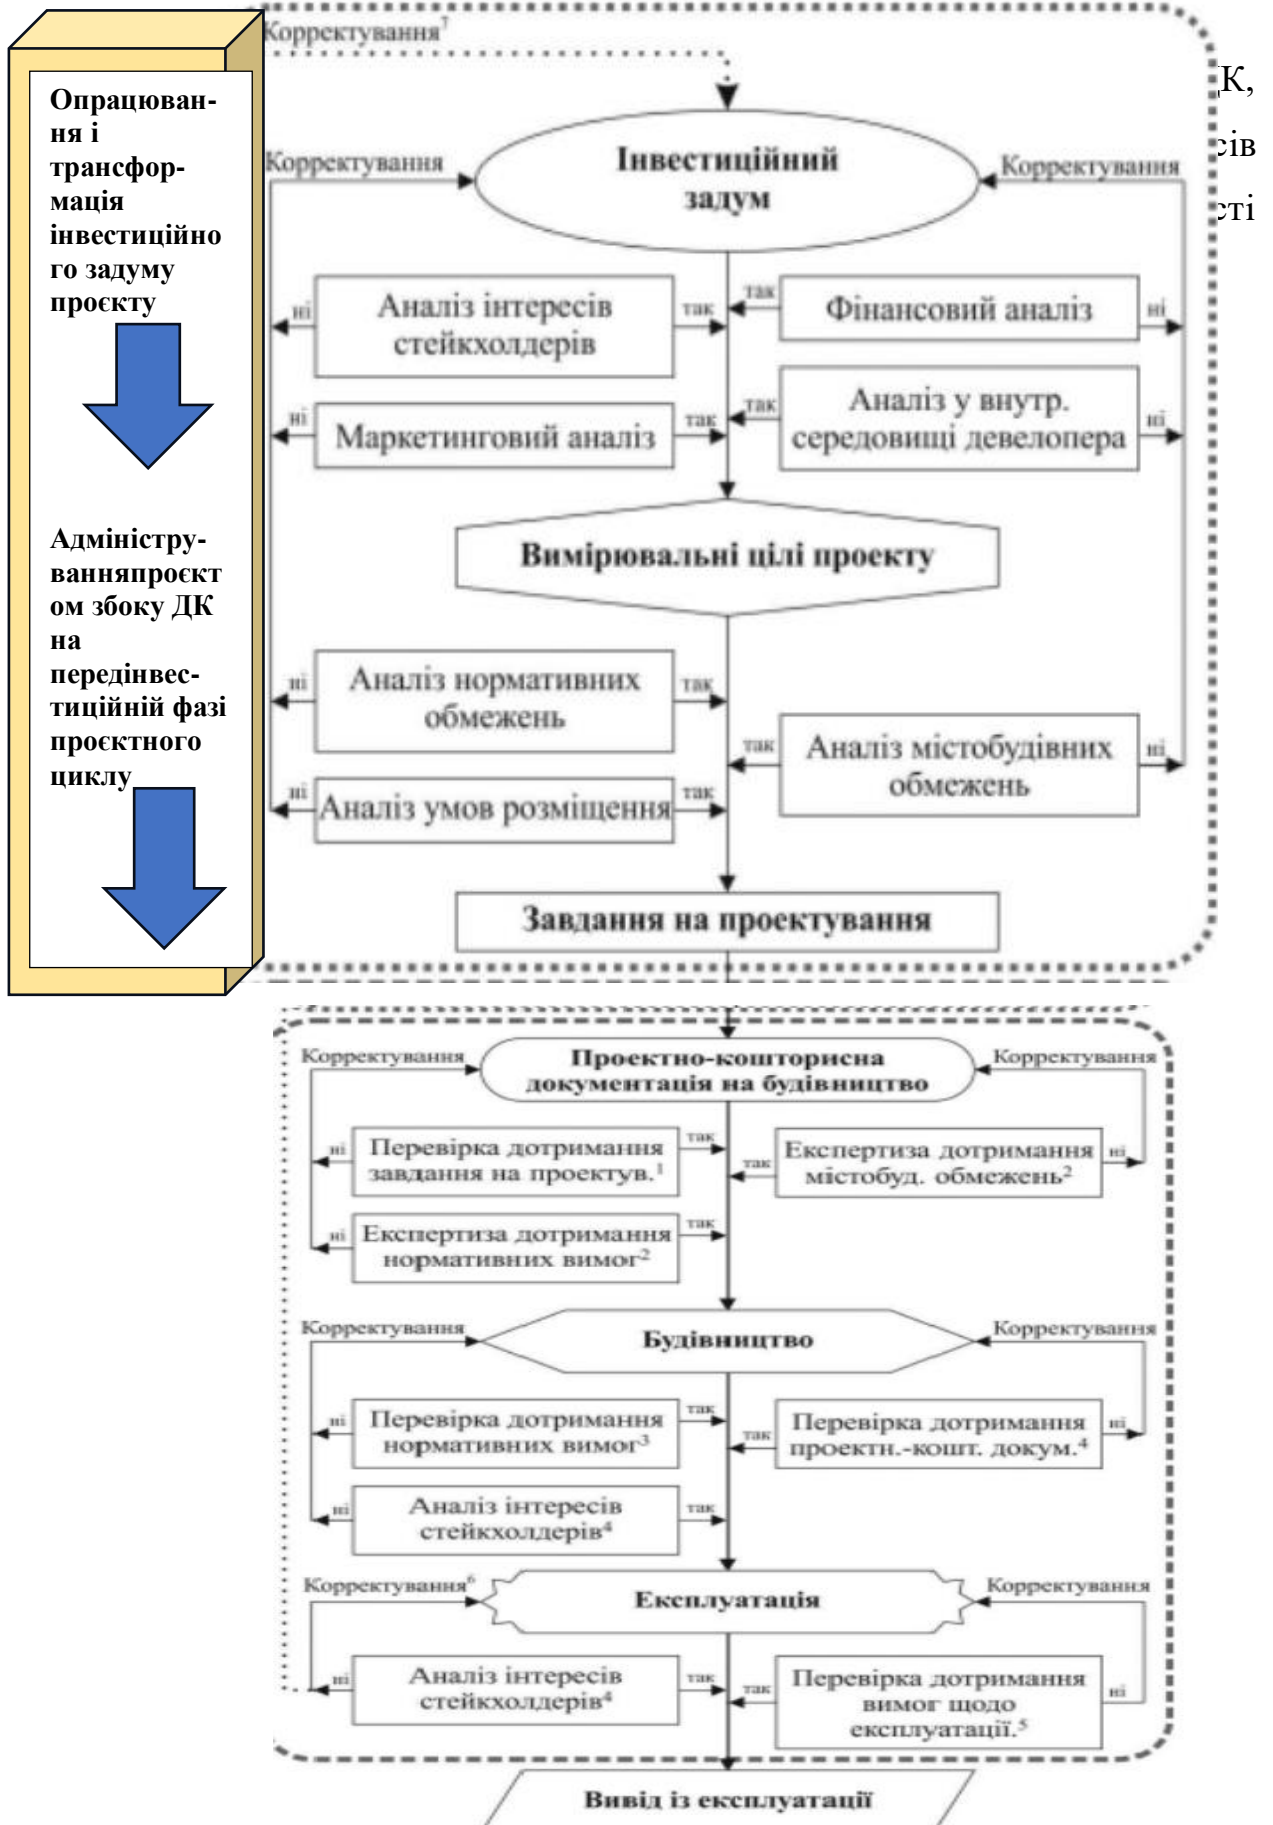 Корректування⁷
ДК,
сів
сті
Опрацюван-
ня і
трансфор-
мація
інвестиційно
го задуму
проєкту
Адміністру-
ванняпроєкт
ом збоку ДК
на
передінвес-
тиційній фазі
проєктного
циклу
Корректування
Інвестиційний
задум
Корректування
ні
Аналіз інтересів
стейкхолдерів
так
так
Фінансовий аналіз
ні
ні
Маркетинговий аналіз
так
так
Аналіз у внутр.
середовищі девелопера
ні
Вимірювальні цілі проекту
ні
Аналіз нормативних
обмежень
так
так
Аналіз містобудівних
обмежень
ні
ні
Аналіз умов розміщення
так
Завдання на проектування
Корректування
Проектно-кошторисна
документація на будівництво
Корректування
ні
Перевірка дотримання
завдання на проектув.¹
так
так
Експертиза дотримання
містобуд. обмежень²
ні
ні
Експертиза дотримання
нормативних вимог²
так
Корректування
Будівництво
Корректування
ні
Перевірка дотримання
нормативних вимог³
так
так
Перевірка дотримання
проектн.-кошт. докум.⁴
ні
ні
Аналіз інтересів
стейкхолдерів⁴
так
Корректування⁶
Експлуатація
Корректування
ні
Аналіз інтересів
стейкхолдерів⁴
так
так
Перевірка дотримання
вимог щодо
експлуатації.⁵
ні
Вивід із експлуатації